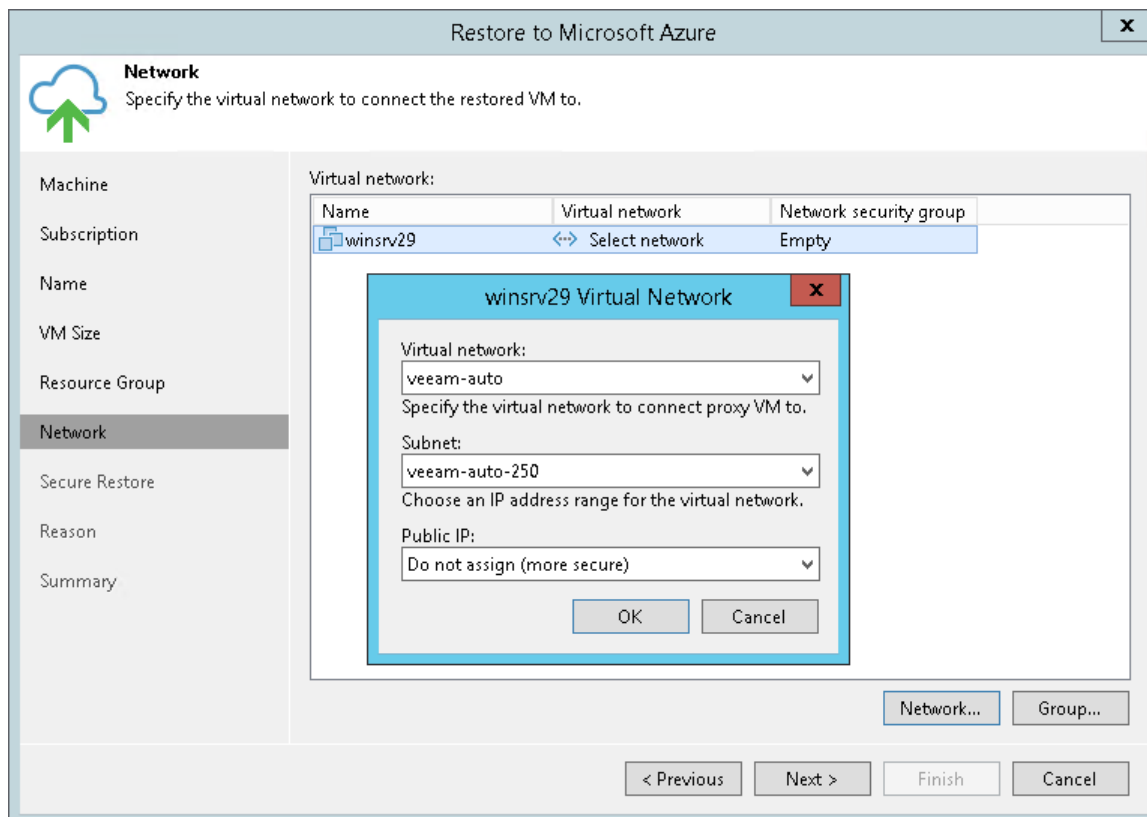 Restore to Microsoft Azure
x
Network
Specify the virtual network to connect the restored VM to.
Machine
Subscription
Name
VM Size
Resource Group
Network
Secure Restore
Reason
Summary
Virtual network:
Name Virtual network Network security group
winsrv29 Select network Empty
winsrv29 Virtual Network
x
Virtual network:
veeam-auto
Specify the virtual network to connect proxy VM to.
Subnet:
veeam-auto-250
Choose an IP address range for the virtual network.
Public IP:
Do not assign (more secure)
OK Cancel
Network... Group...
< Previous Next > Finish Cancel